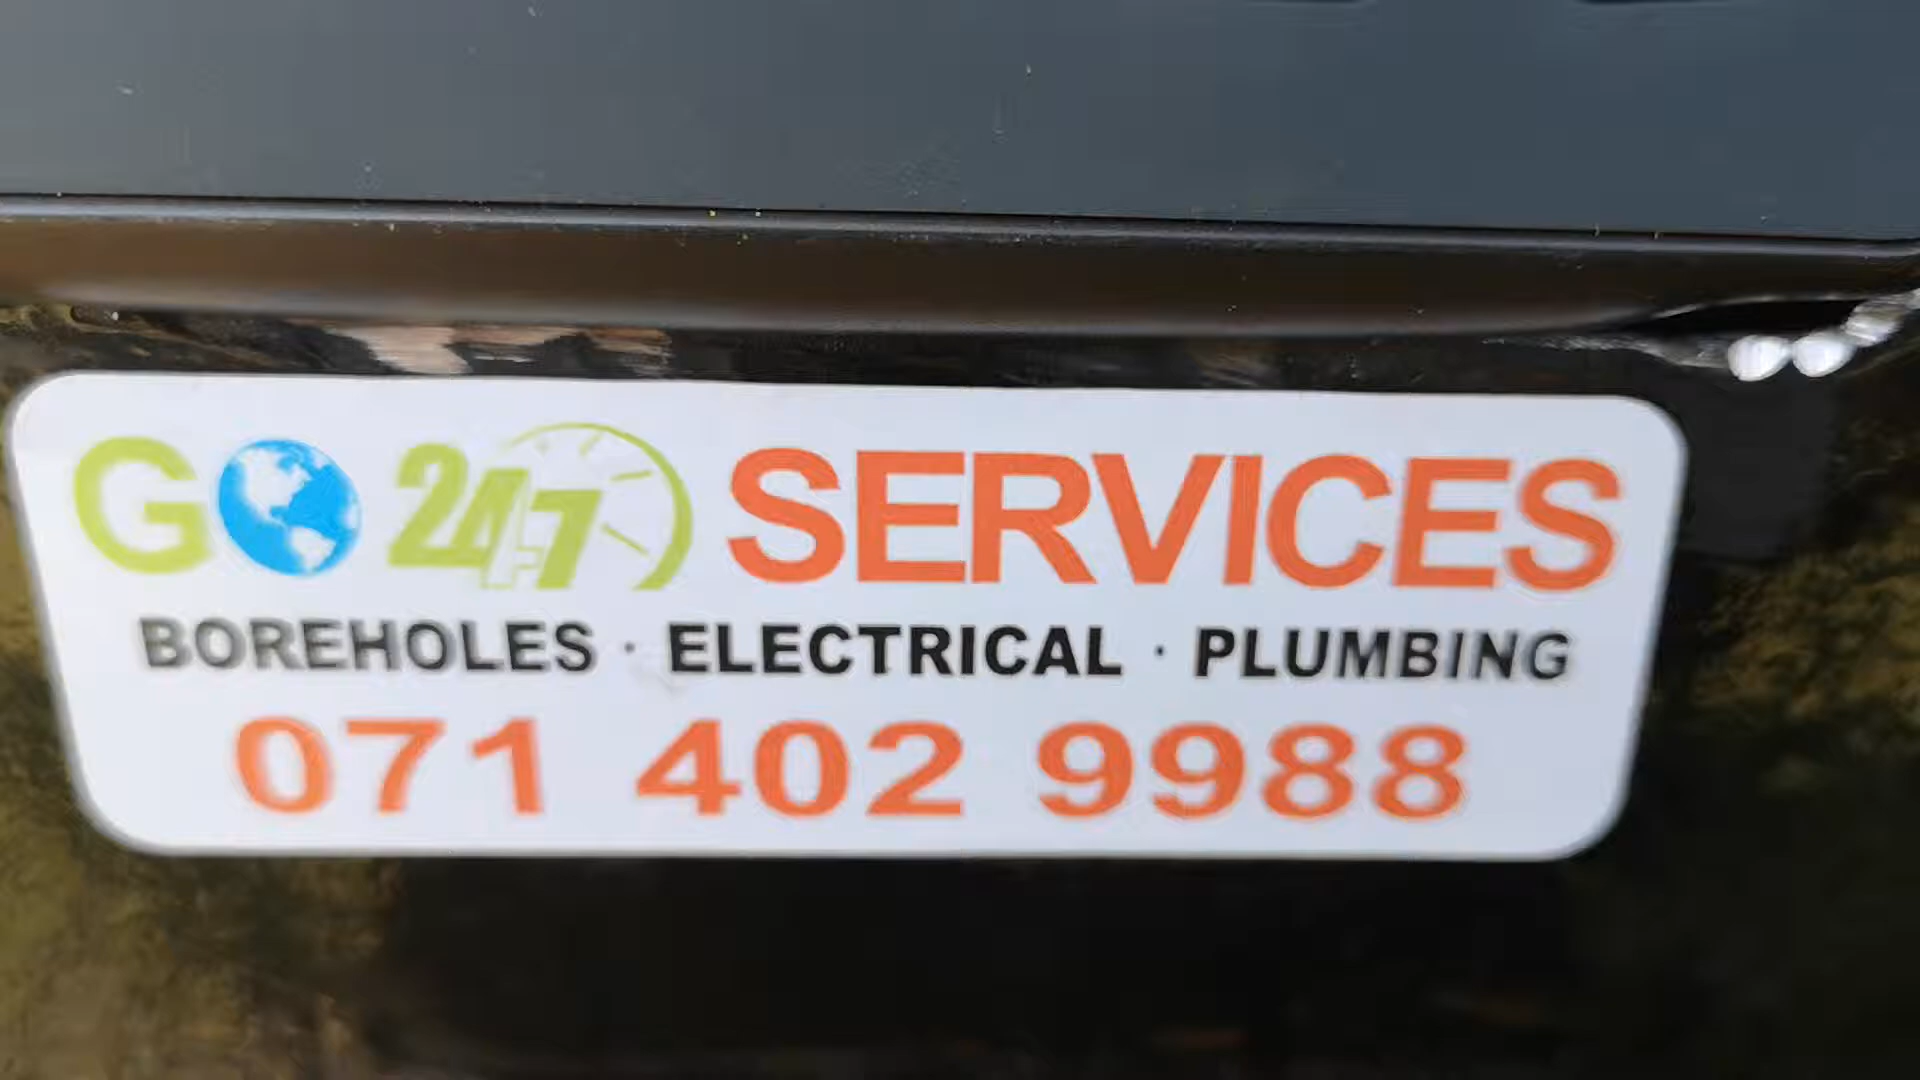 GO 24/7 SERVICES
BOREHOLES · ELECTRICAL · PLUMBING
071 402 9988